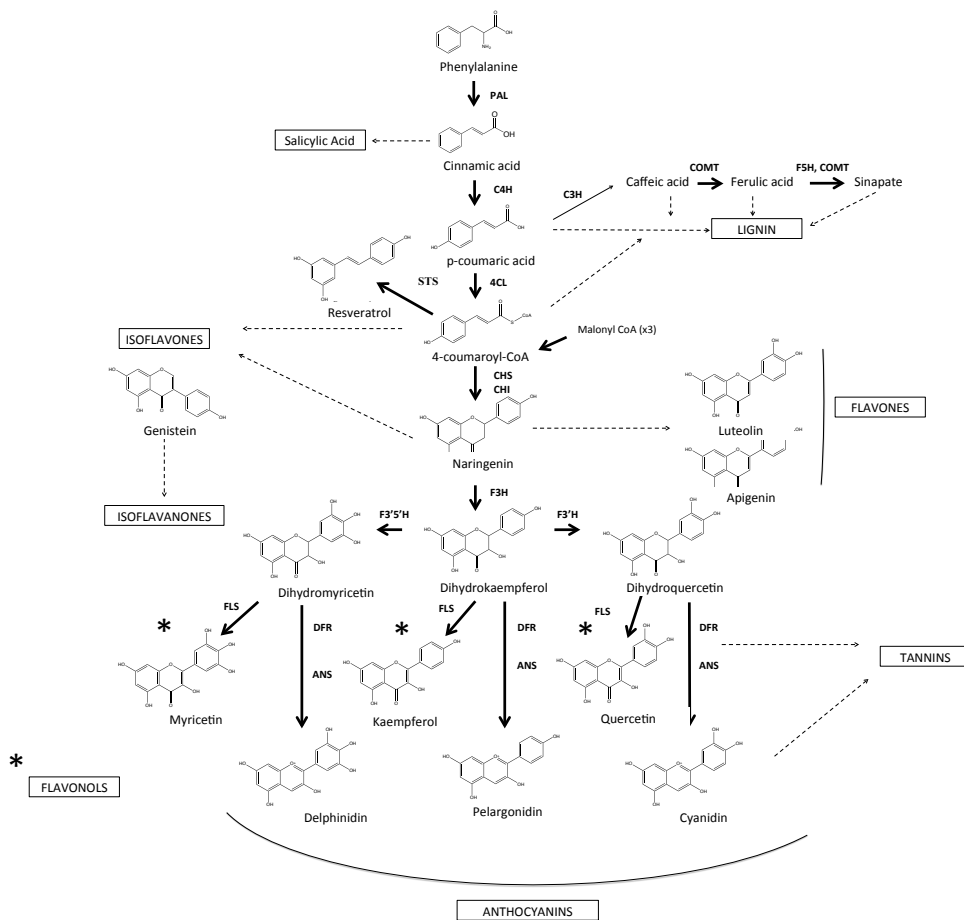 Phenylalanine
PAL
Salicylic Acid
Cinnamic acid
C4H
C3H
COMT
F5H, COMT
Caffeic acid
Ferulic acid
Sinapate
LIGNIN
p-coumaric acid
STS
4CL
Resveratrol
4-coumaroyl-CoA
Malonyl CoA (x3)
ISOFLAVONES
CHS
CHI
Genistein
Naringenin
Luteolin
FLAVONES
Apigenin
F3H
ISOFLAVANONES
F3'5'H
F3'H
Dihydromyricetin
Dihydrokaempferol
Dihydroquercetin
FLS
FLS
FLS
*
*
*
DFR
DFR
DFR
ANS
ANS
ANS
TANNINS
Myricetin
Kaempferol
Quercetin
*
FLAVONOLS
Delphinidin
Pelargonidin
Cyanidin
ANTHOCYANINS